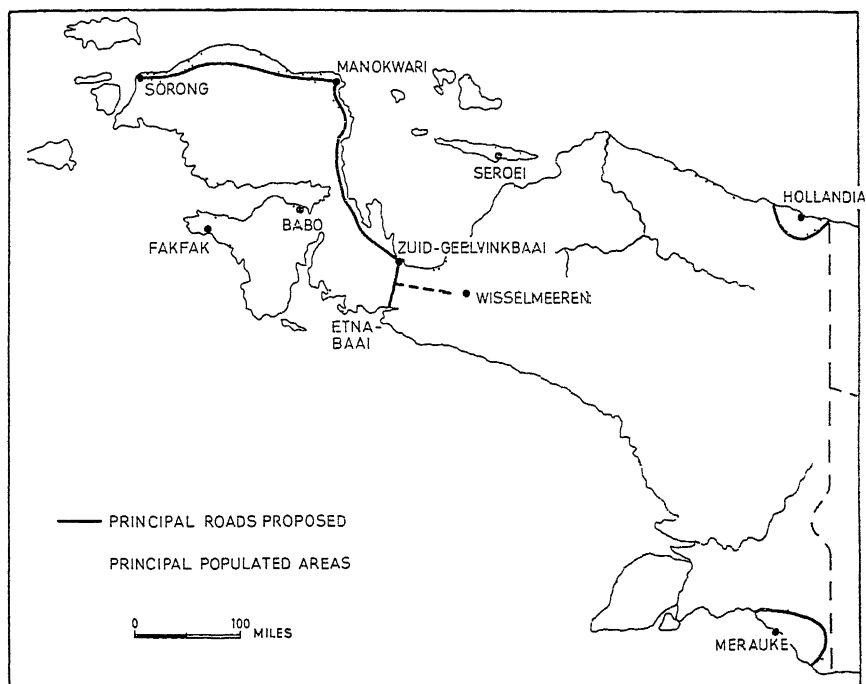 MANOKWARI
SORONG
SEROEI
HOLLANDIA
BABO
FAKFAK
ZUID-GEELVINKBAAI
WISSELMEEREN
ETNA-
BAAI
PRINCIPAL ROADS PROPOSED
PRINCIPAL POPULATED AREAS
0 100 MILES
MERAUKE